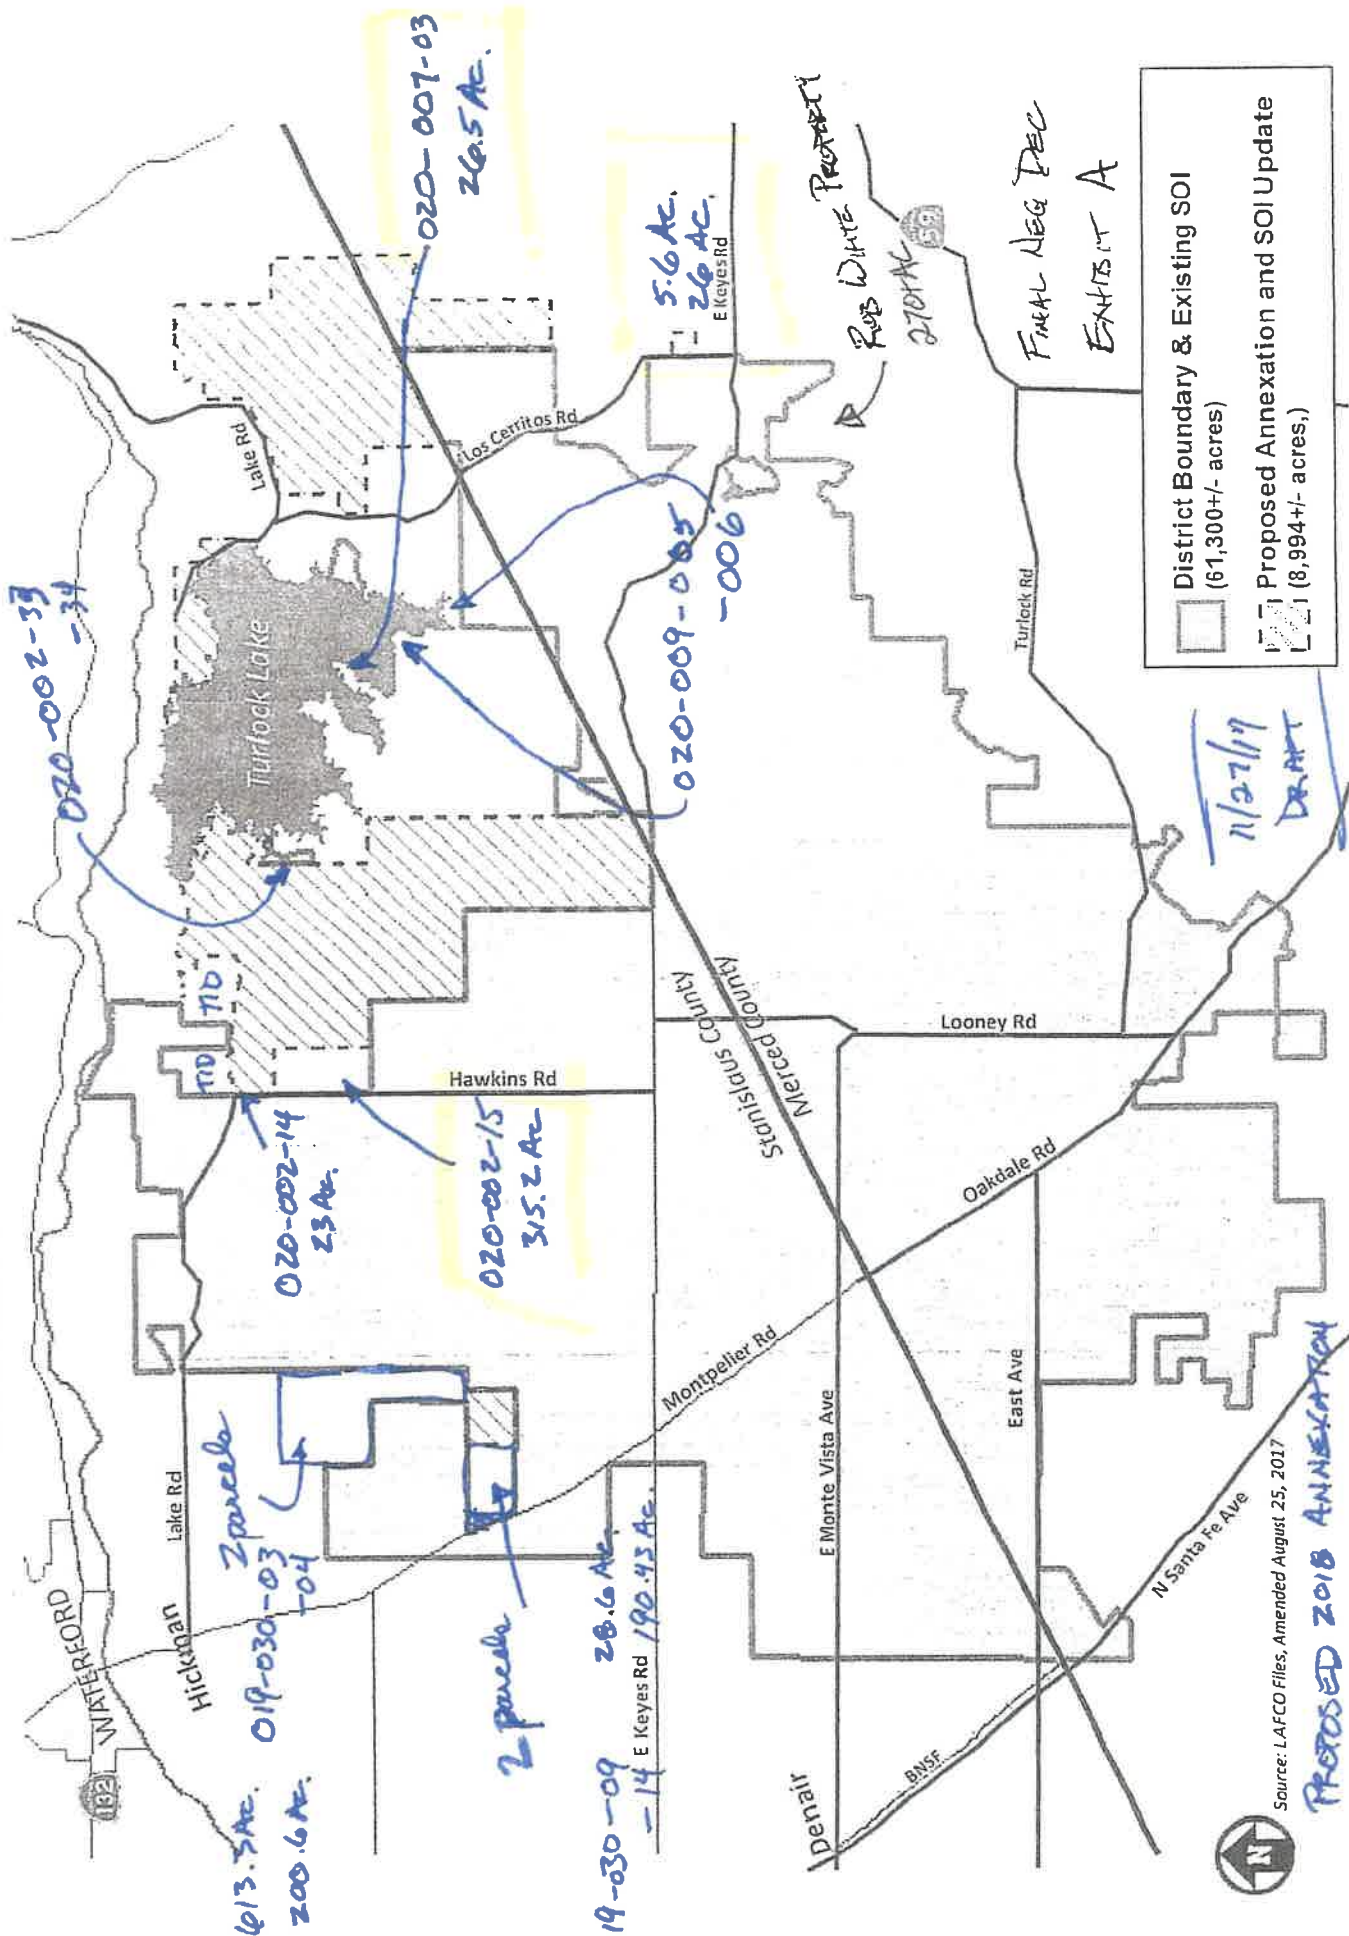 020-002-33
-34
020-007-03
26.5 Ac.
Lake Rd
Turlock Lake
Los Cerritos Rd
5.6 Ac.
26 AC.
E Keyes Rd
ROB WHITE PROPERTY
270± AC
59
FINAL NEG DEC
EXHIBIT A
TID
TID
020-009-005
-006
WATERFORD
132
Hickman
Lake Rd
613.3 Ac.
200.6 Ac.
2 parcels
019-030-03
-04
020-002-14
23 Ac.
Hawkins Rd
020-002-15
315.2 Ac
2 parcels
19-030-09 28.6 Ac.
-14 190.43 Ac.
E Keyes Rd
Montpelier Rd
Stanislaus County
Merced County
Looney Rd
Turlock Rd
Oakdale Rd
E Monte Vista Ave
East Ave
Denair
BNSF
N Santa Fe Ave
11/27/17
DRAFT
District Boundary & Existing SOI
(61,300+/- acres)
Proposed Annexation and SOI Update
(8,994+/- acres,)
N
Source: LAFCO Files, Amended August 25, 2017
PROPOSED 2018 ANNEXATION